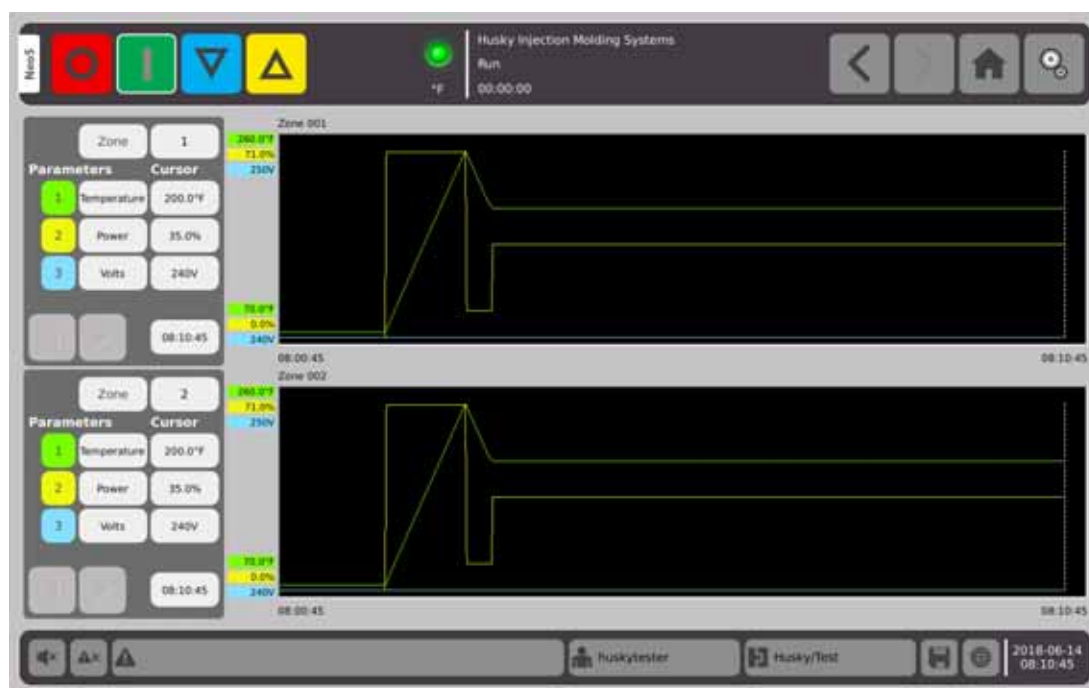 Neo5
Husky Injection Molding Systems
Run
°F
00:00:00
Zone 1
Parameters Cursor
1 Temperature 200.0°F
2 Power 35.0%
3 Volts 240V
08:10:45
Zone 001
260.0°F
71.0%
250V
70.0°F
0.0%
240V
08:00:45 08:10:45
Zone 2
Parameters Cursor
1 Temperature 200.0°F
2 Power 35.0%
3 Volts 240V
08:10:45
Zone 002
260.0°F
71.0%
250V
70.0°F
0.0%
240V
08:00:45 08:10:45
huskytester
Husky/Test
2018-06-14
08:10:45